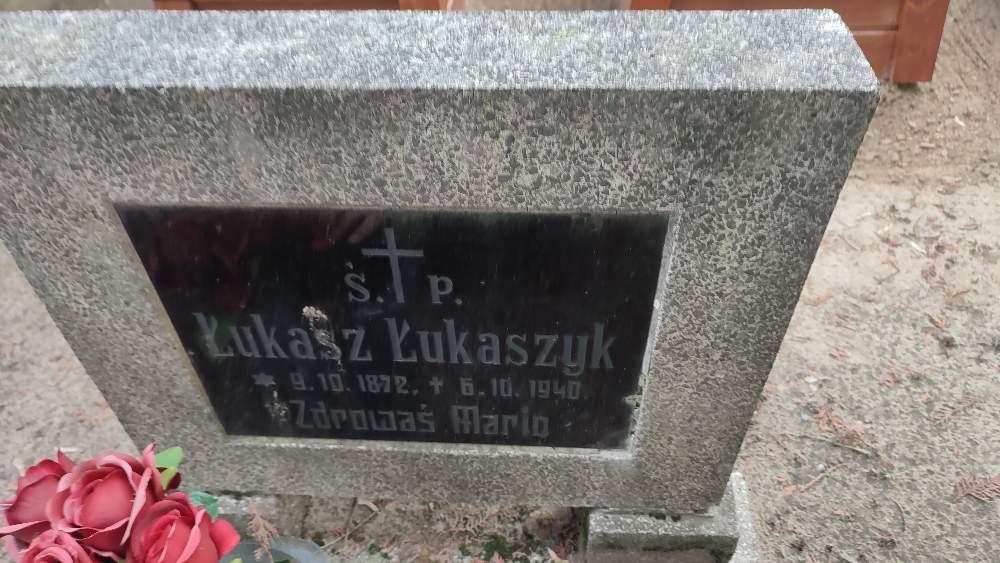 Ś. P.
Łukasz Łukaszyk
* 9.10. 1872. † 6.10. 1940.
Zdrowaś Mario